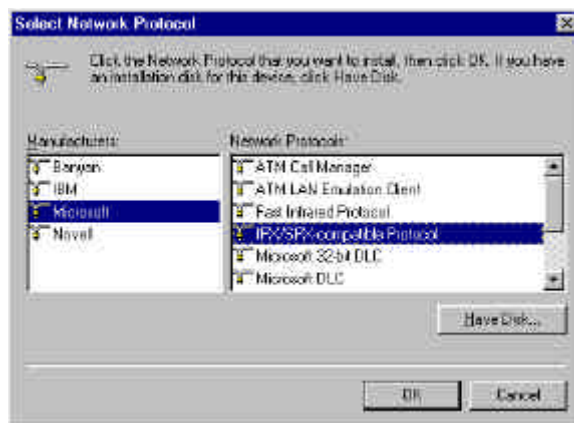 Select Network Protocol
Click the Network Protocol that you want to install, then click OK. If you have
an installation disk for this device, click Have Disk.
Manufacturers:
Banyan
IBM
Microsoft
Novell
Network Protocols:
ATM Call Manager
ATM LAN Emulation Client
Fast Infrared Protocol
IPX/SPX-compatible Protocol
Microsoft 32-bit DLC
Microsoft DLC
Have Disk...
OK
Cancel